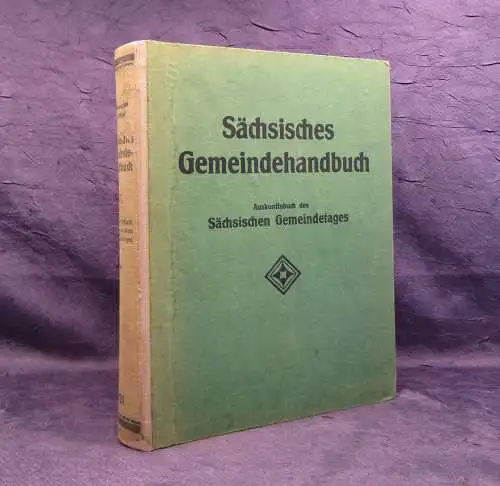 Sächsisches
Gemeindehandbuch
Auskunftsbuch des
Sächsischen Gemeindetages